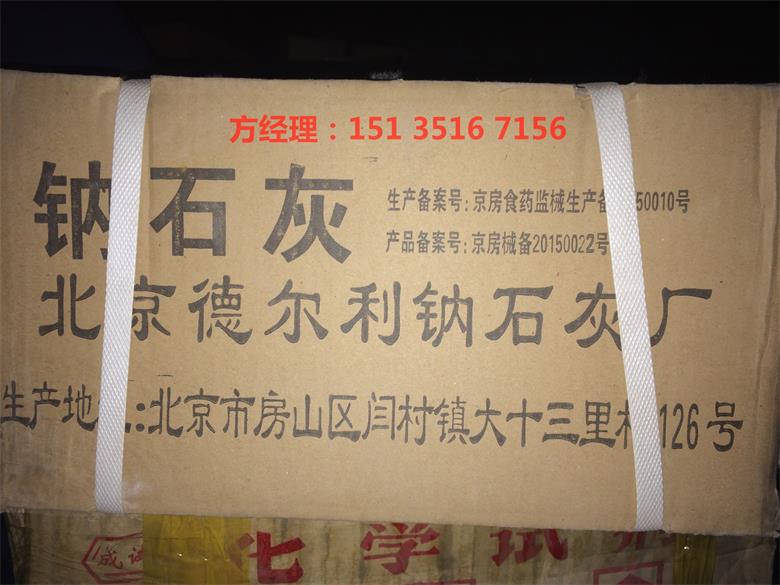 方经理：151 3516 7156
钠石灰
生产备案号:京房食药监械生产备 50010号
产品备案号:京房械备20150022号
北京德尔利钠石灰厂
生产地 :北京市房山区闫村镇大十三里 126号
成 化学试